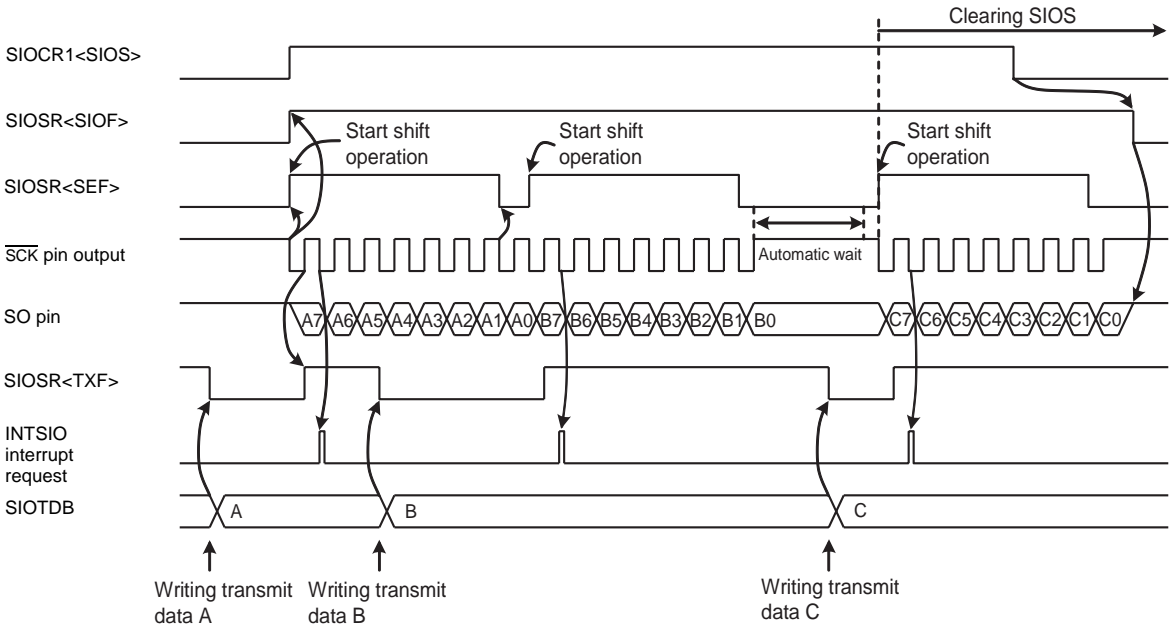 Clearing SIOS
SIOCR1<SIOS>
SIOSR<SIOF>
Start shift
operation
Start shift
operation
Start shift
operation
SIOSR<SEF>
SCK pin output
Automatic wait
SO pin
A7 A6 A5 A4 A3 A2 A1 A0 B7 B6 B5 B4 B3 B2 B1 B0 C7 C6 C5 C4 C3 C2 C1 C0
SIOSR<TXF>
INTSIO
interrupt
request
SIOTDB
A B C
Writing transmit
data A
Writing transmit
data B
Writing transmit
data C